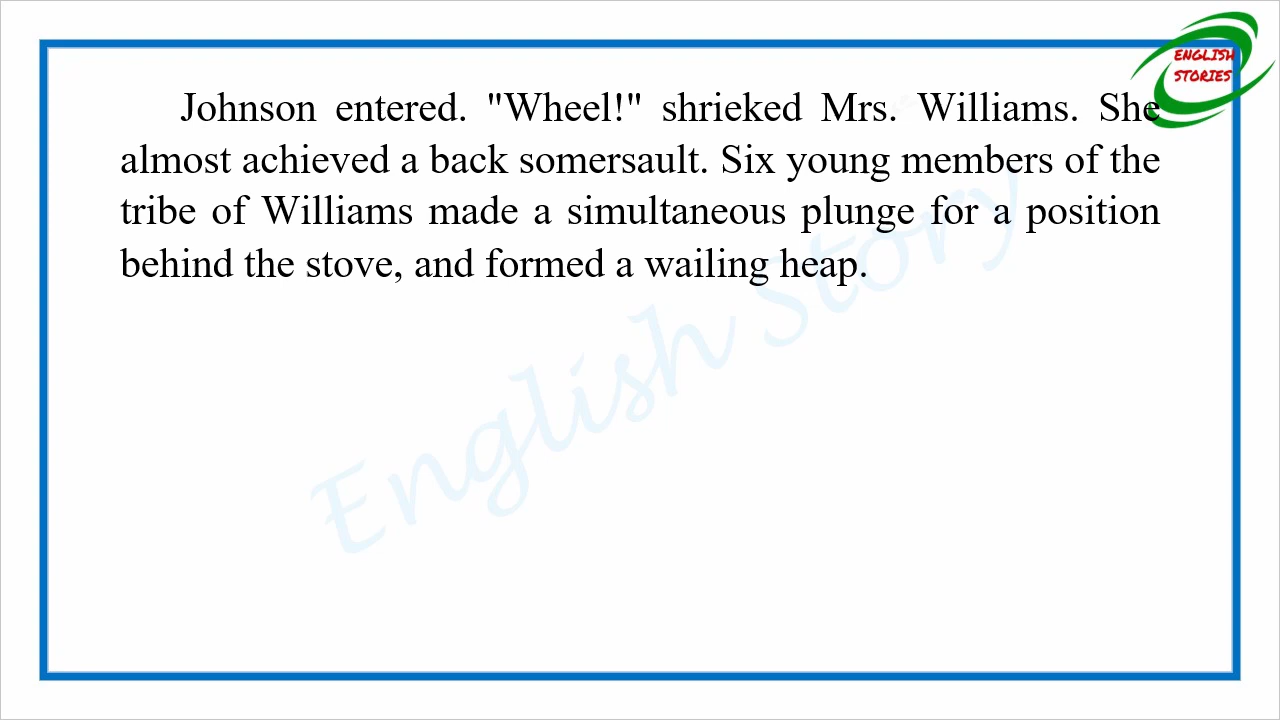 ENGLISH
STORIES
Johnson entered. "Wheel!" shrieked Mrs. Williams. She
almost achieved a back somersault. Six young members of the
tribe of Williams made a simultaneous plunge for a position
behind the stove, and formed a wailing heap.
English Story